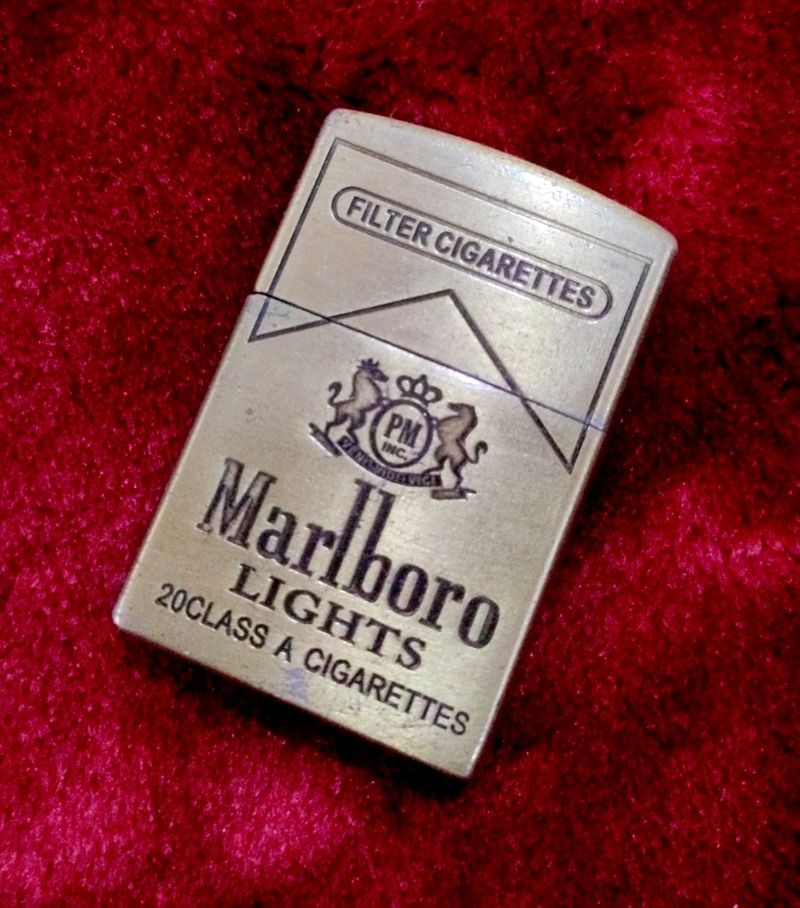 FILTER CIGARETTES
PM
INC.
Marlboro
LIGHTS
20CLASS A CIGARETTES